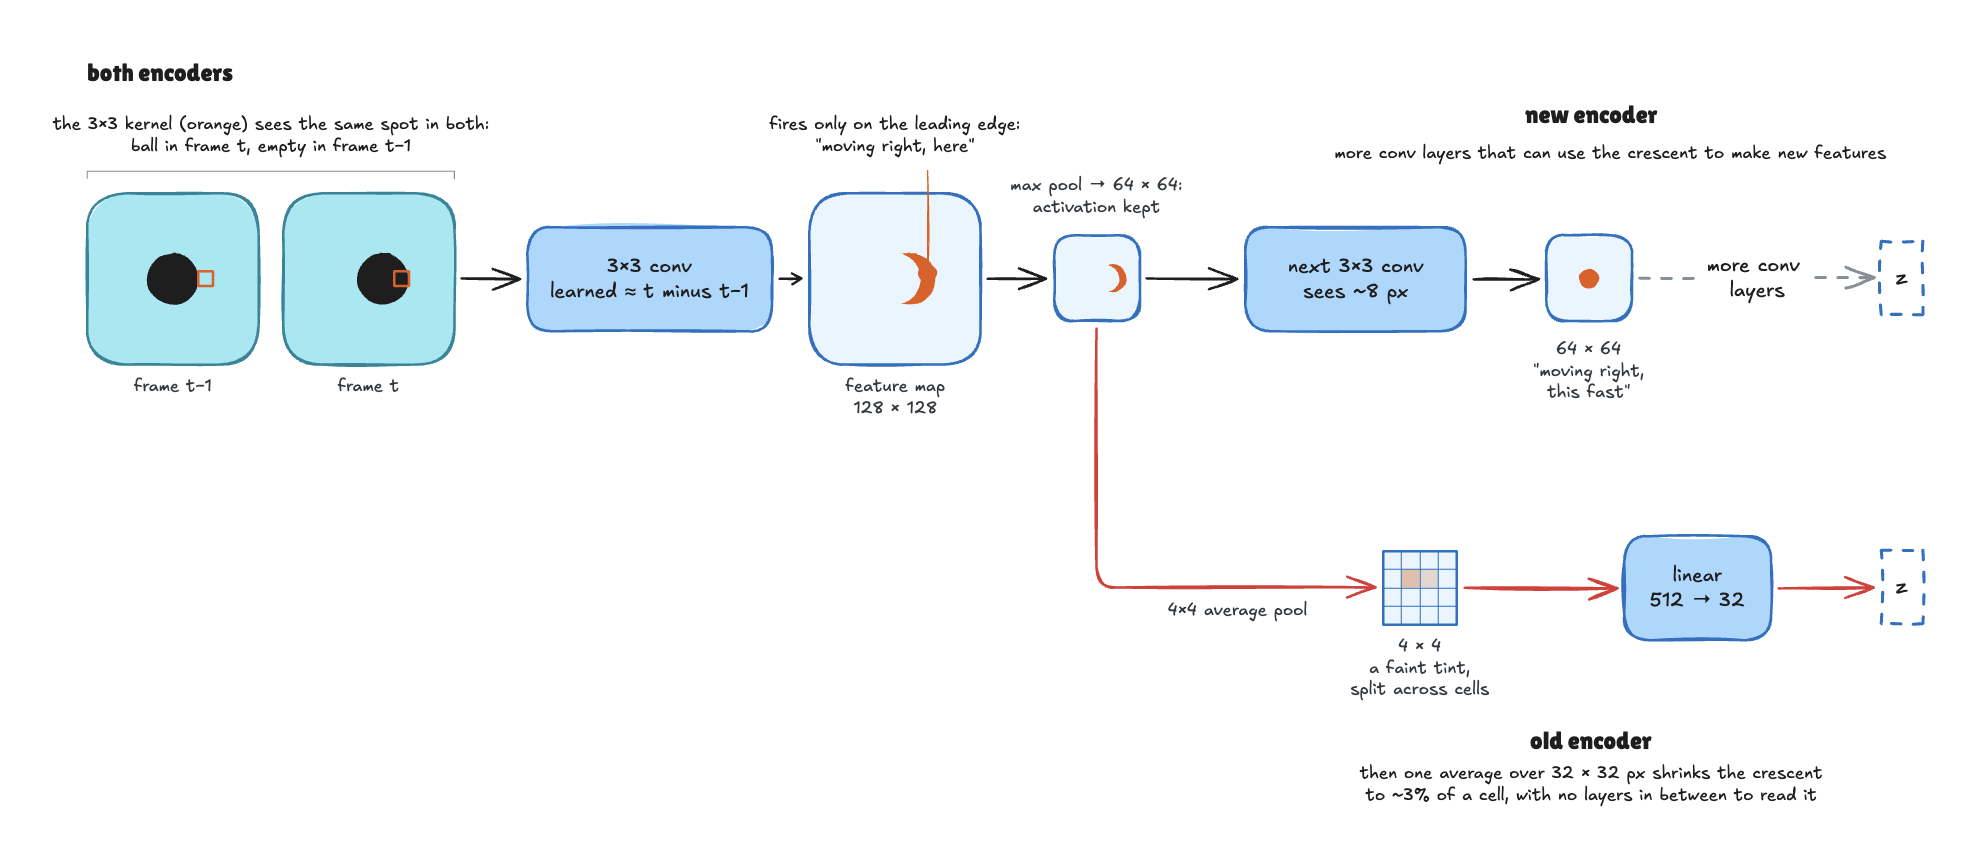 both encoders
the 3×3 kernel (orange) sees the same spot in both:
ball in frame t, empty in frame t−1
frame t−1
frame t
3×3 conv
learned ≈ t minus t−1
fires only on the leading edge:
"moving right, here"
feature map
128 × 128
max pool → 64 × 64:
activation kept
new encoder
more conv layers that can use the crescent to make new features
next 3×3 conv
sees ~8 px
64 × 64
"moving right,
this fast"
more conv
layers
z
4×4 average pool
4 × 4
a faint tint,
split across cells
linear
512 → 32
z
old encoder
then one average over 32 × 32 px shrinks the crescent
to ~3% of a cell, with no layers in between to read it